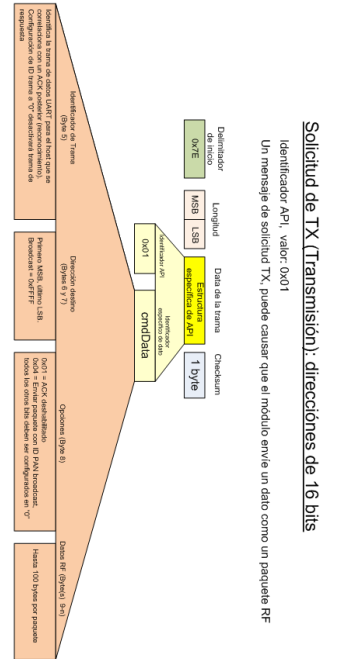 Solicitud de TX (Transmisión): direcciónes de 16 bits
Identificador API, valor: 0x01
Un mensaje de solicitud TX, puede causar que el módulo envíe un dato como un paquete RF
Delimitador
de inicio
Longitud
Data de la trama
Checksum
0x7E
MSB
LSB
Estructura
específica de API
1 byte
Identificador API
Identificador
específico de dato
0x01
cmdData
Identificador de Trama
(Byte 5)
Dirección destino
(Bytes 6 y 7)
Opciones (Byte 8)
Datos RF (Byte(s) 9-n)
Identifica la trama de datos UART para el host que se
correlaciona con un ACK posterior (reconocimiento).
Configuración de ID trama a "0" desactivará trama de
respuesta
Primero MSB, último LSB.
Broadcast = 0xFFFF
0x01 = ACK deshabilitado
0x04 = Enviar paquete con ID PAN broadcast,
todos los otros bits deben ser configurados en "0"
Hasta 100 bytes por paquete